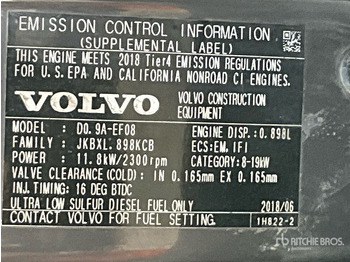 EMISSION CONTROL INFORMATION
(SUPPLEMENTAL LABEL)
THIS ENGINE MEETS 2018 Tier4 EMISSION REGULATIONS
FOR U.S EPA AND CALIFORNIA NONROAD CI ENGINES.
VOLVO
VOLVO CONSTRUCTION
EQUIPMENT
MODEL : D0.9A-EF08
ENGINE DISP.:0.898L
FAMILY : JKBXL.898KCB
ECS:EM,IFI
POWER : 11.8kW/2300rpm
CATEGORY:8-19kW
VALVE CLEARANCE(COLD): IN 0.165mm EX 0.165mm
INJ.TIMING: 16 DEG BTDC
ULTRA LOW SULFUR DIESEL FUEL ONLY
2018/06
CONTACT VOLVO FOR FUEL SETTING.
1H822-2
RITCHIE BROS